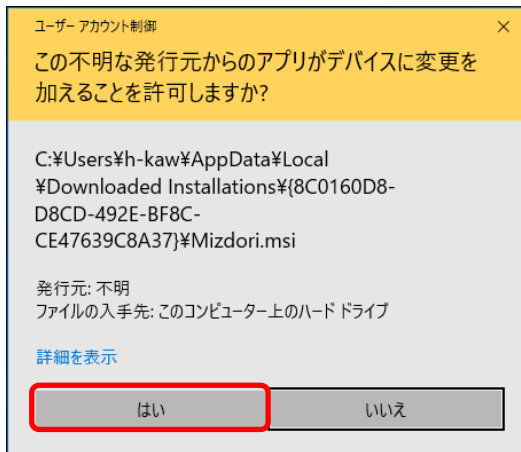 ユーザー アカウント制御
この不明な発行元からのアプリがデバイスに変更を
加えることを許可しますか?
C:¥Users¥h-kaw¥AppData¥Local
¥Downloaded Installations¥{8C0160D8-
D8CD-492E-BF8C-
CE47639C8A37}¥Mizdori.msi
発行元: 不明
ファイルの入手先: このコンピューター上のハード ドライブ
詳細を表示
はい
いいえ